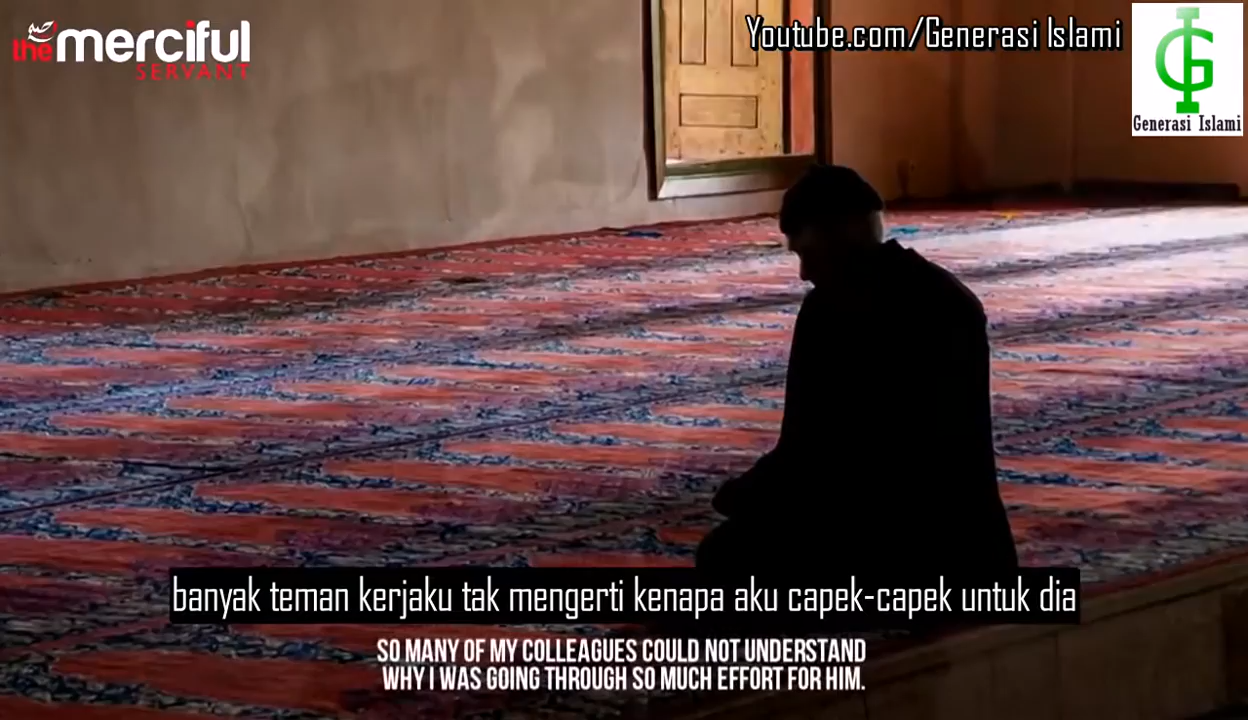 the merciful
SERVANT
Youtube.com/Generasi Islami
GI
Generasi Islami
banyak teman kerjaku tak mengerti kenapa aku capek-capek untuk dia
SO MANY OF MY COLLEAGUES COULD NOT UNDERSTAND
WHY I WAS GOING THROUGH SO MUCH EFFORT FOR HIM.